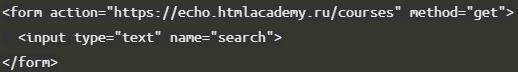 <form action="https://echo.htmlacademy.ru/courses" method="get">
  <input type="text" name="search">
</form>